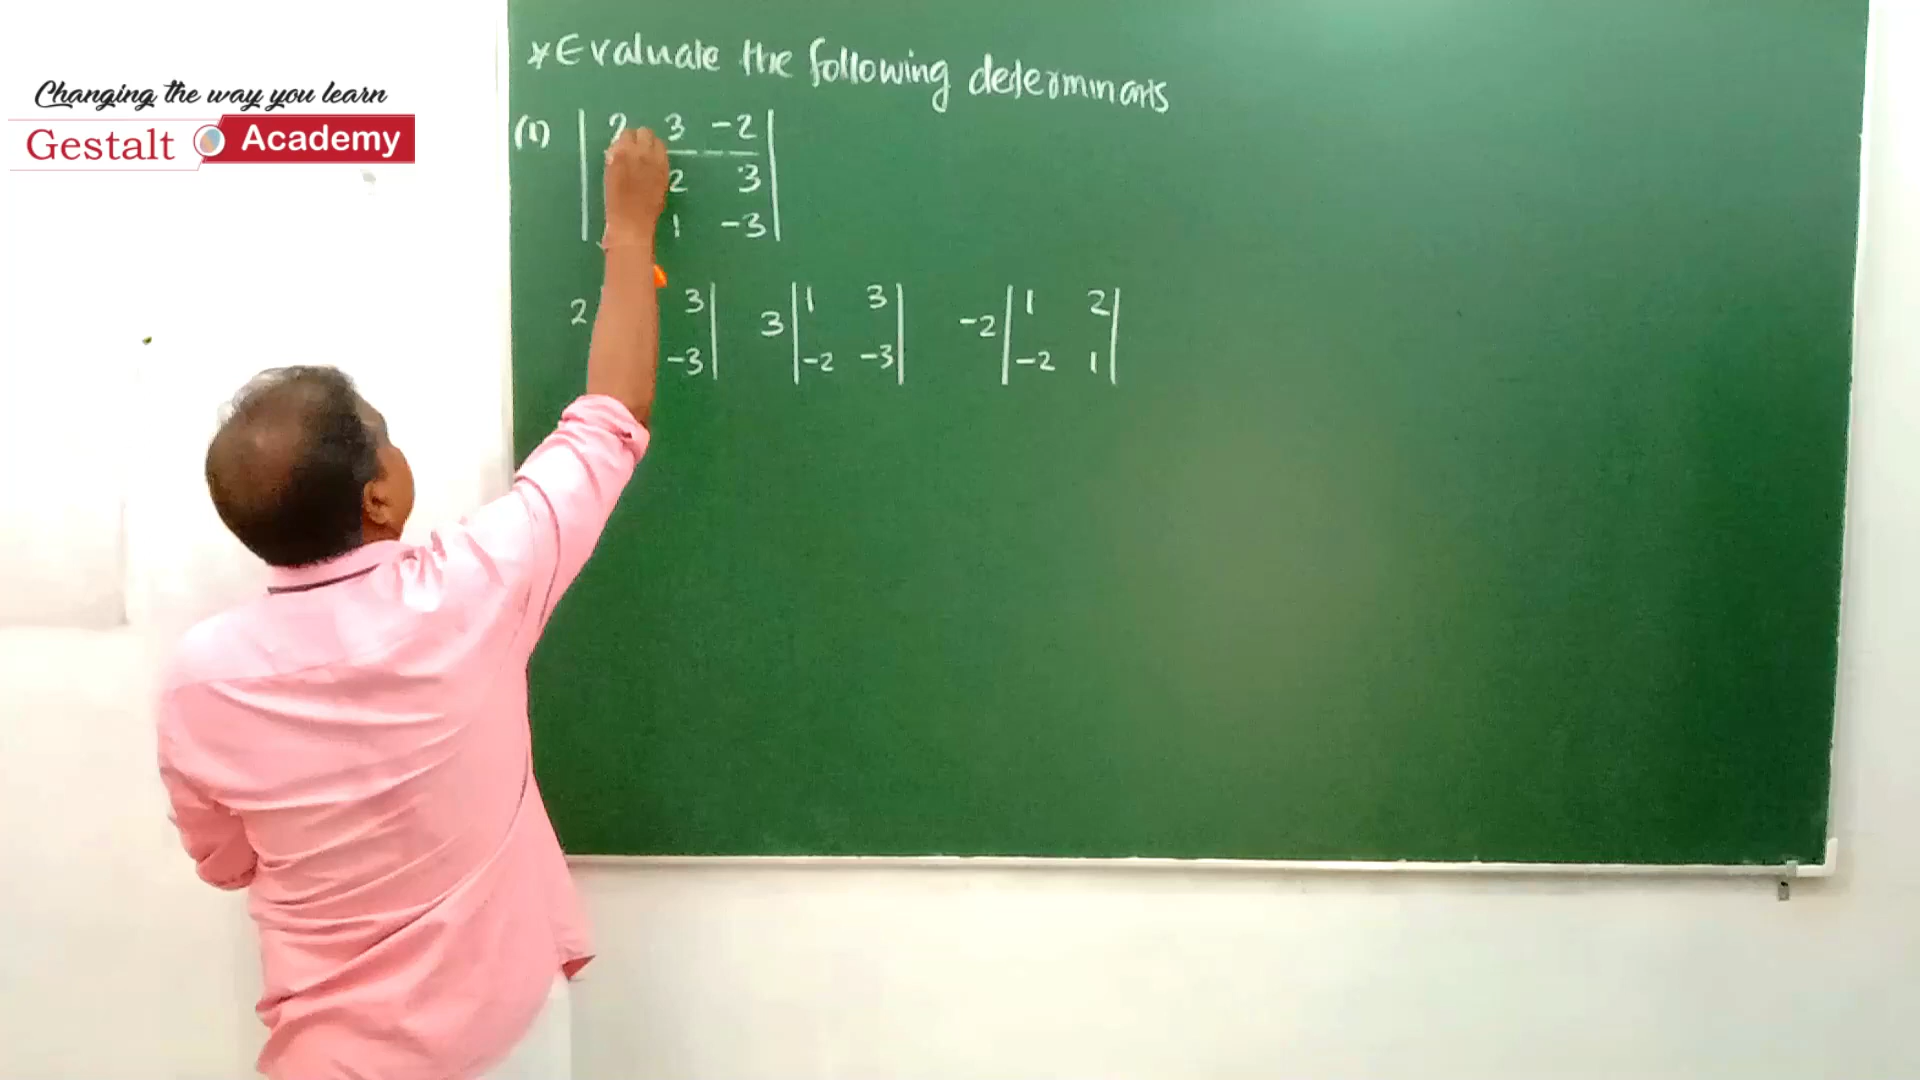 Changing the way you learn
Gestalt Academy
*Evaluate the following determinants
(1) | 2 3 -2 |
2 3
1 -3
2 3 | 3 | 1 3 | -2 | 1 2 |
-3 | | -2 -3 | | -2 1 |